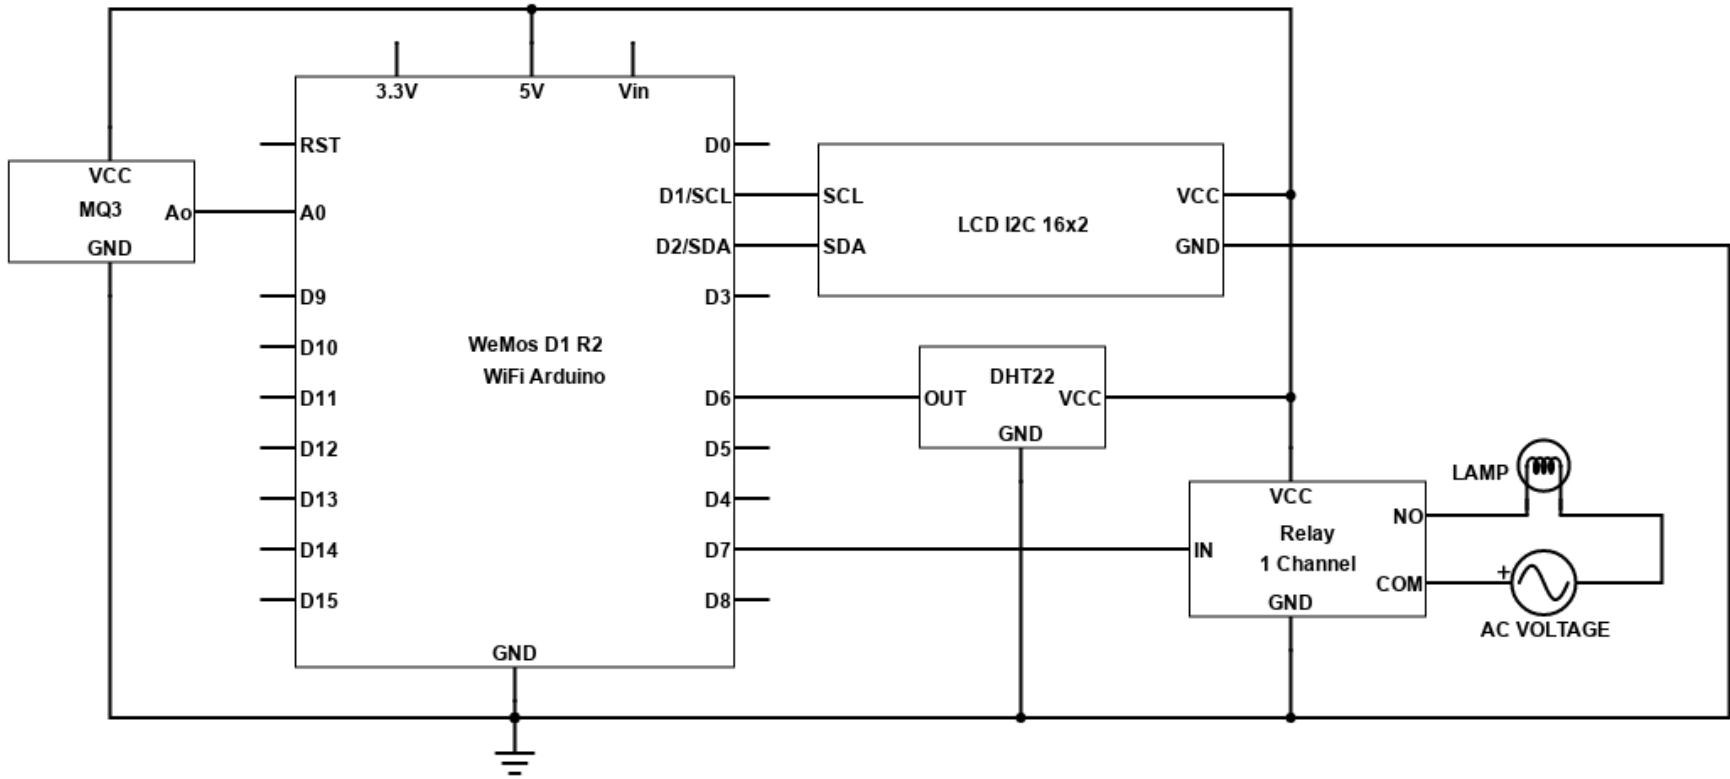 3.3V
5V
Vin
RST
A0
D9
D10
D11
D12
D13
D14
D15
WeMos D1 R2
WiFi Arduino
D0
D1/SCL
D2/SDA
D3
D6
D5
D4
D7
D8
GND
VCC
MQ3
Ao
GND
SCL
SDA
LCD I2C 16x2
VCC
GND
DHT22
OUT
VCC
GND
VCC
Relay
1 Channel
IN
NO
COM
GND
LAMP
+
AC VOLTAGE